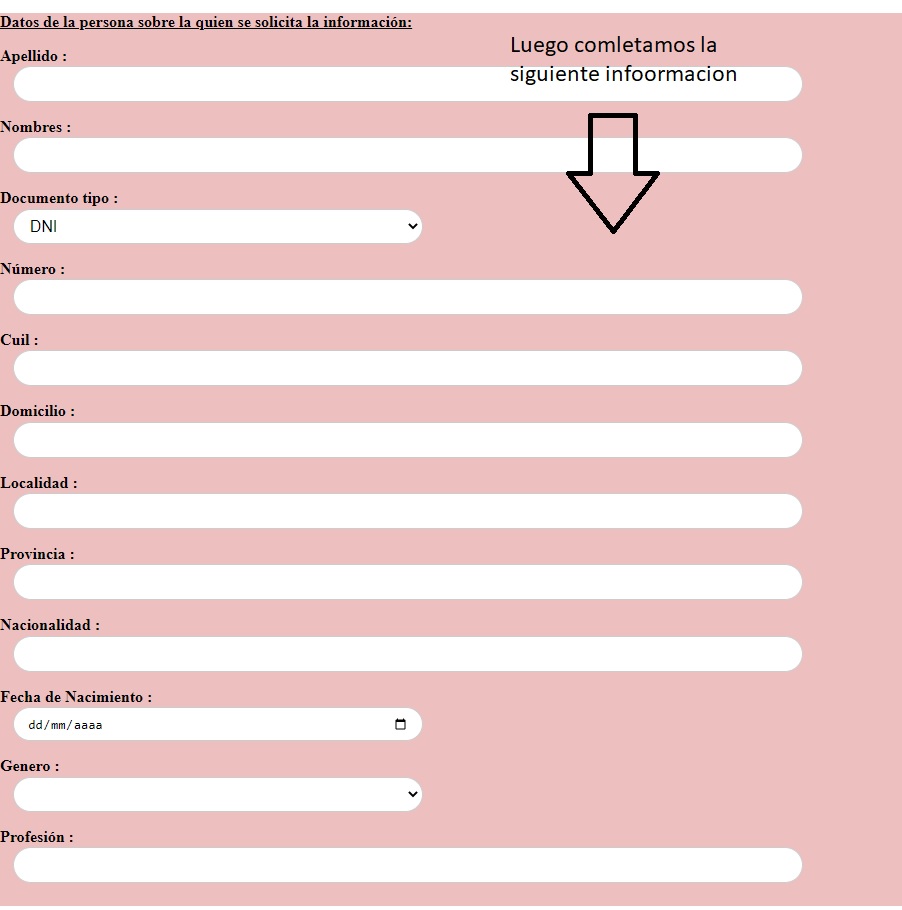 Datos de la persona sobre la quien se solicita la información:
Luego comletamos la
siguiente infoormacion
Apellido :
Nombres :
Documento tipo :
DNI
Número :
Cuil :
Domicilio :
Localidad :
Provincia :
Nacionalidad :
Fecha de Nacimiento :
dd/mm/aaaa
Genero :
Profesión :